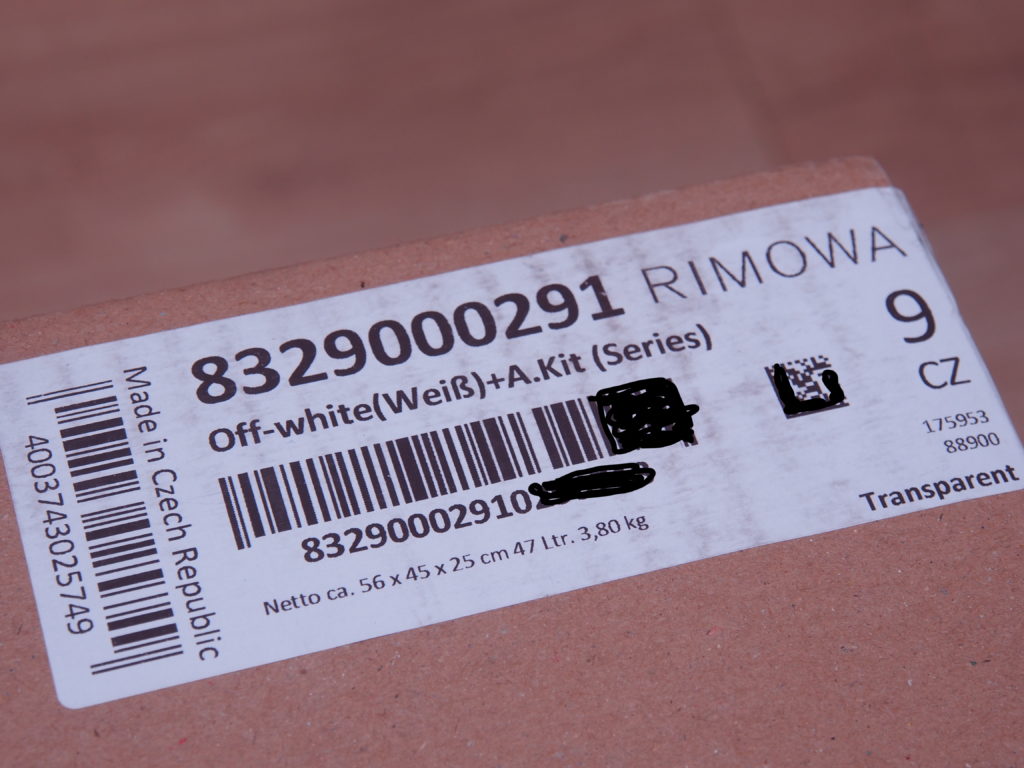 RIMOWA
8329000291
Off-white(Weiß)+A.Kit (Series)
83290002910
Netto ca. 56 x 45 x 25 cm 47 Ltr. 3,80 kg
9
CZ
175953
88900
Transparent
Made in Czech Republic
4003743025749